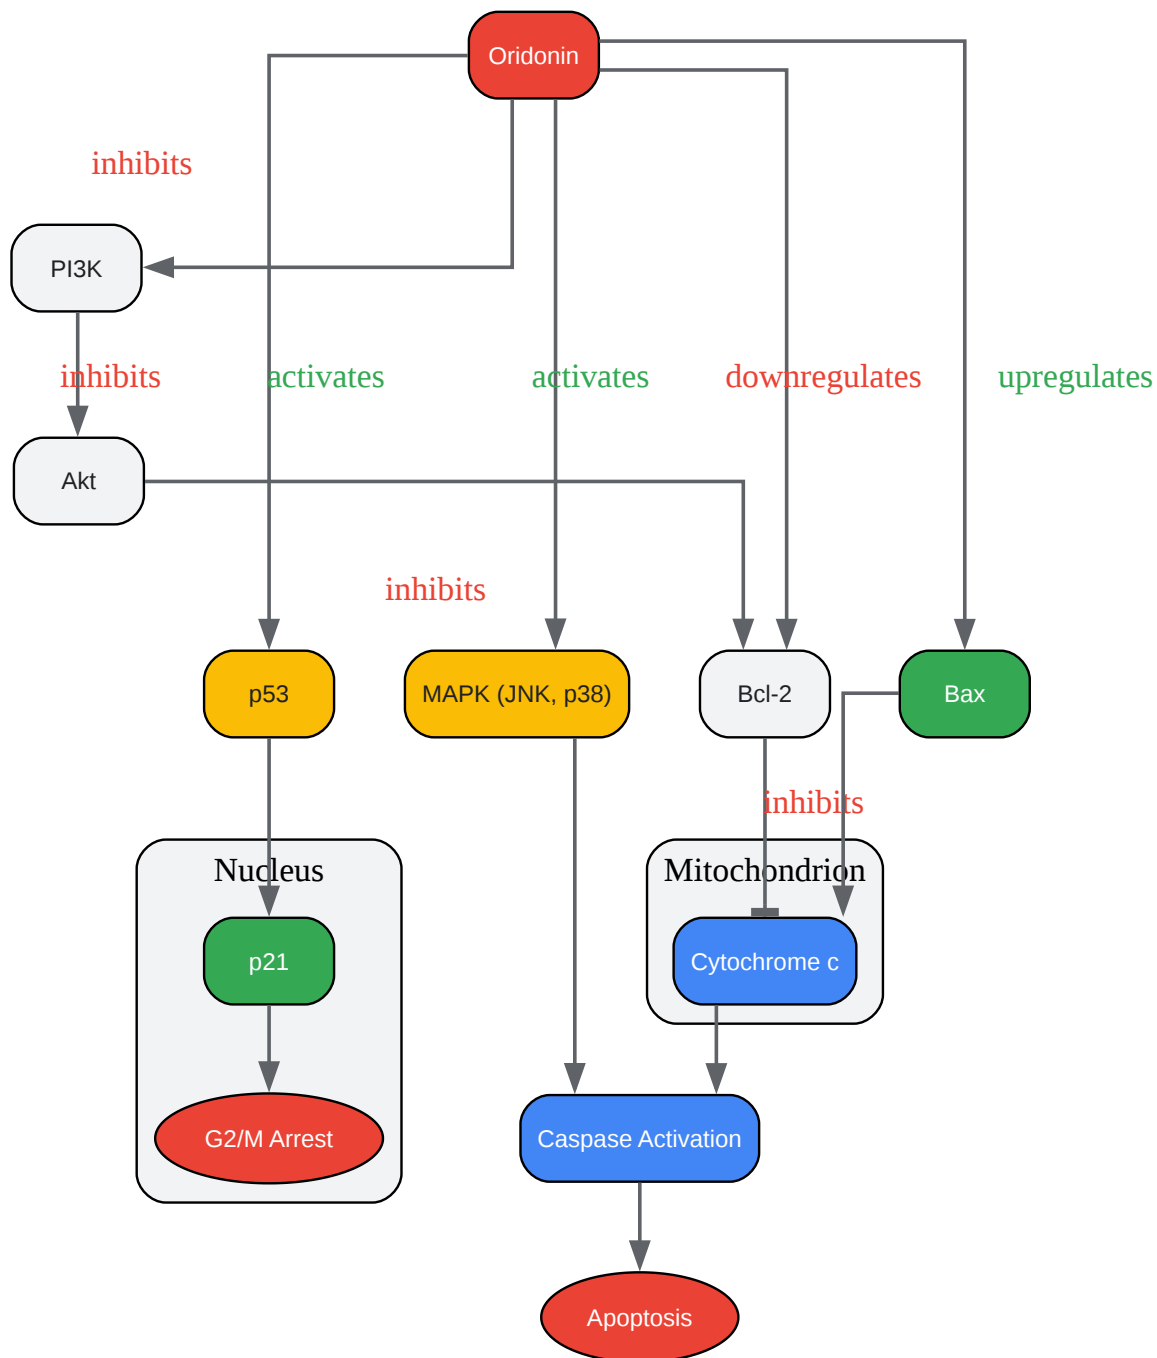 Oridonin
inhibits
PI3K
inhibits
activates
activates
downregulates
upregulates
Akt
inhibits
p53
MAPK (JNK, p38)
Bcl-2
Bax
inhibits
Nucleus
Mitochondrion
p21
Cytochrome c
G2/M Arrest
Caspase Activation
Apoptosis